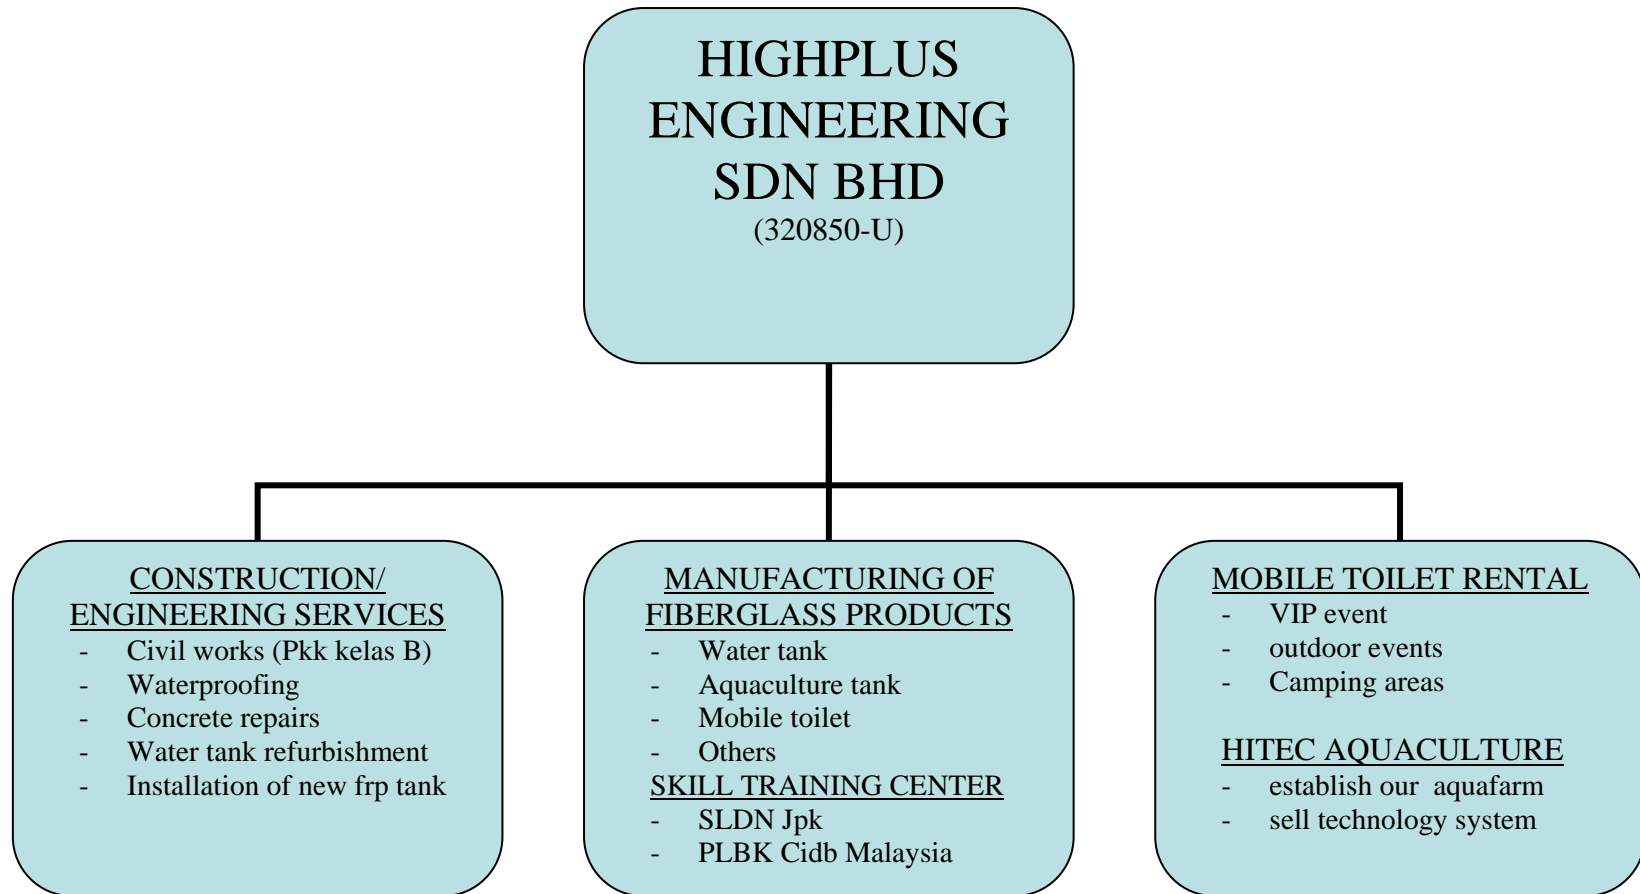 HIGHPLUS
ENGINEERING
SDN BHD
(320850-U)
CONSTRUCTION/
ENGINEERING SERVICES
- Civil works (Pkk kelas B)
- Waterproofing
- Concrete repairs
- Water tank refurbishment
- Installation of new frp tank
MANUFACTURING OF
FIBERGLASS PRODUCTS
- Water tank
- Aquaculture tank
- Mobile toilet
- Others
SKILL TRAINING CENTER
- SLDN Jpk
- PLBK Cidb Malaysia
MOBILE TOILET RENTAL
- VIP event
- outdoor events
- Camping areas
HITEC AQUACULTURE
- establish our  aquafarm
- sell technology system